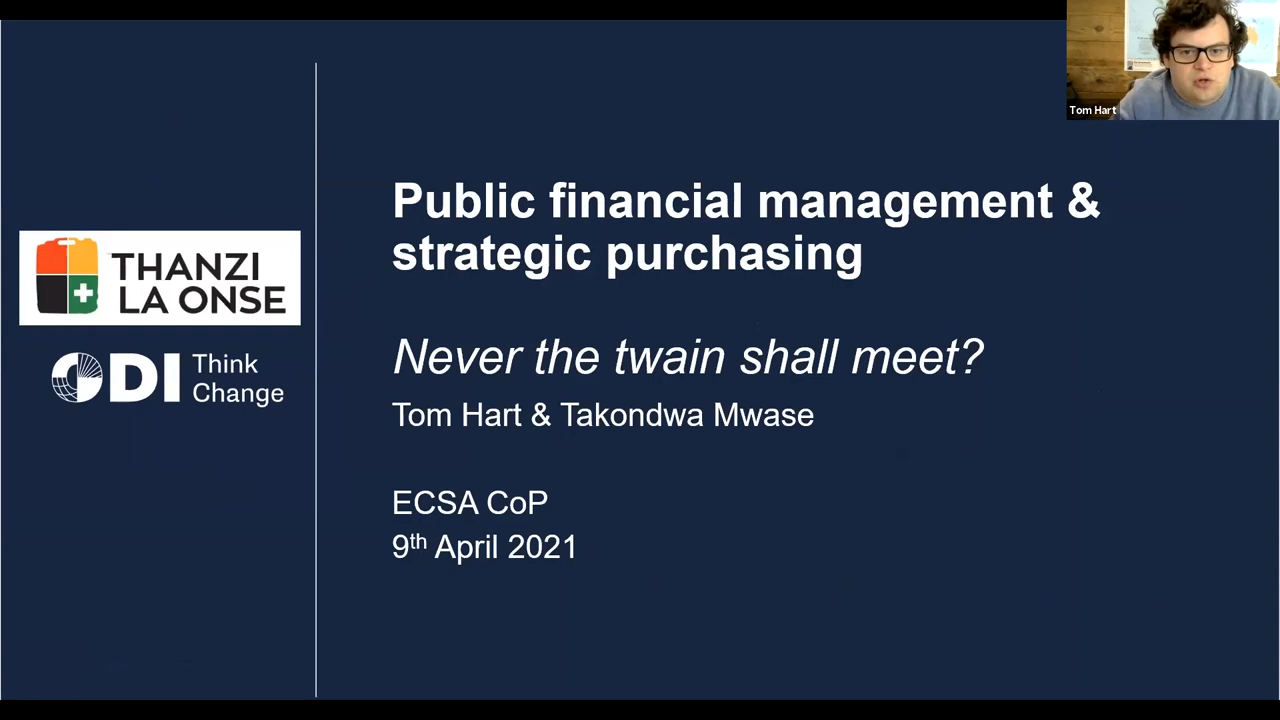 Tom Hart
Public financial management &
strategic purchasing
THANZI
LA ONSE
ODI Think
Change
Never the twain shall meet?
Tom Hart & Takondwa Mwase
ECSA CoP
9th April 2021